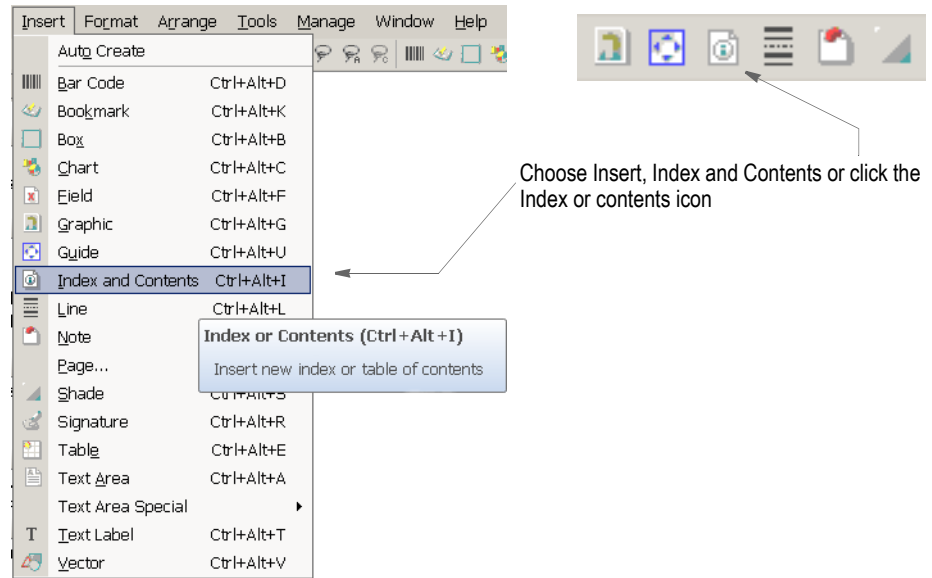 Insert Format Arrange Tools Manage Window Help
Auto Create
Bar Code Ctrl+Alt+D
Bookmark Ctrl+Alt+K
Box Ctrl+Alt+B
Chart Ctrl+Alt+C
Field Ctrl+Alt+F
Graphic Ctrl+Alt+G
Guide Ctrl+Alt+U
Index and Contents Ctrl+Alt+I
Line Ctrl+Alt+L
Note
Page...
Shade Ctrl+Alt+S
Signature Ctrl+Alt+R
Table Ctrl+Alt+E
Text Area Ctrl+Alt+A
Text Area Special
T Text Label Ctrl+Alt+T
Vector Ctrl+Alt+V
Index or Contents (Ctrl+Alt+I)
Insert new index or table of contents
Choose Insert, Index and Contents or click the
Index or contents icon